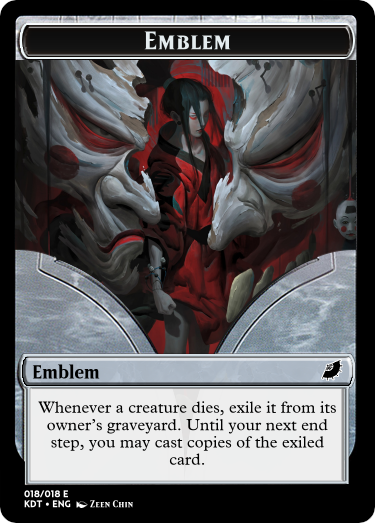 EMBLEM
Emblem
Whenever a creature dies, exile it from its
owner's graveyard. Until your next end
step, you may cast copies of the exiled
card.
018/018 E
KDT • ENG ZEEN CHIN